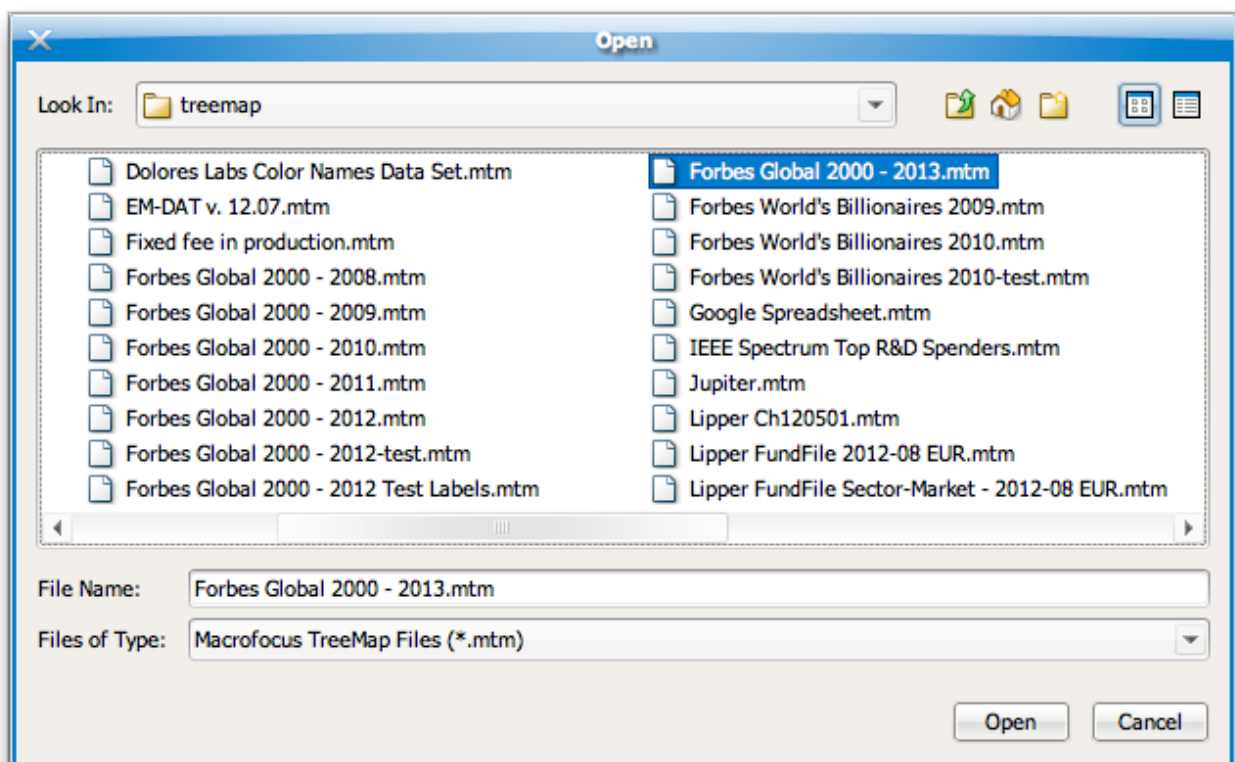 Open
Look In: treemap
Dolores Labs Color Names Data Set.mtm
EM-DAT v. 12.07.mtm
Fixed fee in production.mtm
Forbes Global 2000 - 2008.mtm
Forbes Global 2000 - 2009.mtm
Forbes Global 2000 - 2010.mtm
Forbes Global 2000 - 2011.mtm
Forbes Global 2000 - 2012.mtm
Forbes Global 2000 - 2012-test.mtm
Forbes Global 2000 - 2012 Test Labels.mtm
Forbes Global 2000 - 2013.mtm
Forbes World's Billionaires 2009.mtm
Forbes World's Billionaires 2010.mtm
Forbes World's Billionaires 2010-test.mtm
Google Spreadsheet.mtm
IEEE Spectrum Top R&D Spenders.mtm
Jupiter.mtm
Lipper Ch120501.mtm
Lipper FundFile 2012-08 EUR.mtm
Lipper FundFile Sector-Market - 2012-08 EUR.mtm
File Name: Forbes Global 2000 - 2013.mtm
Files of Type: Macrofocus TreeMap Files (*.mtm)
Open Cancel